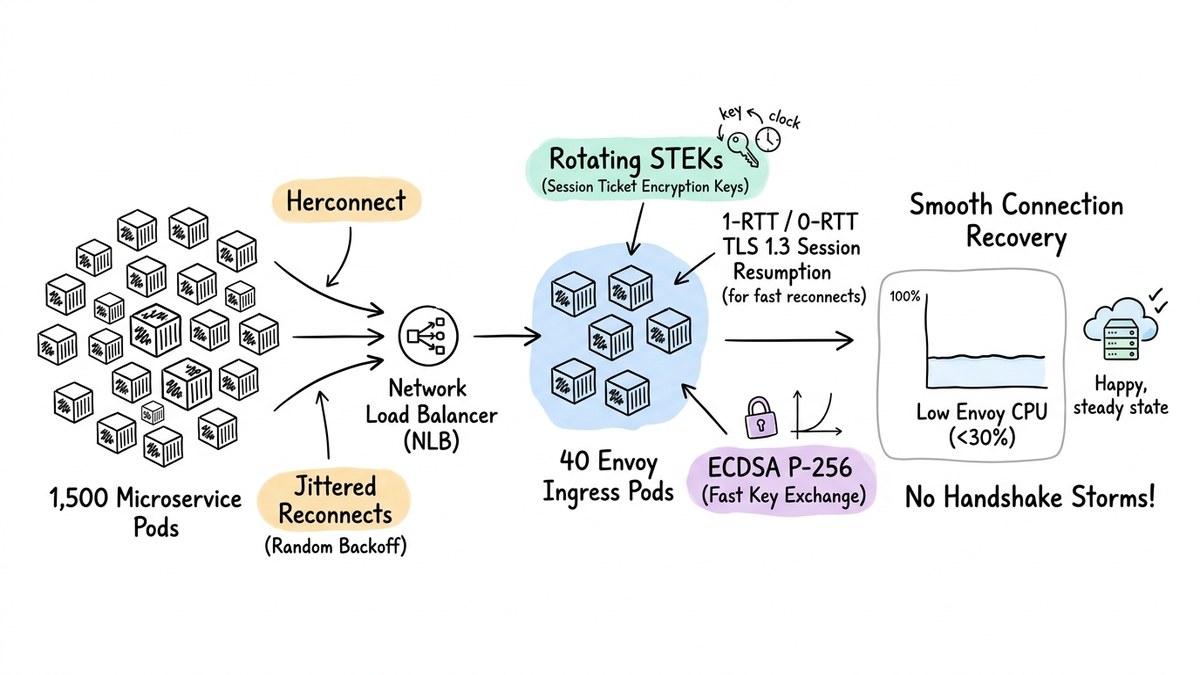 key
clock
Rotating STEKs
(Session Ticket Encryption Keys)
Herconnect
1-RTT / 0-RTT
TLS 1.3 Session
Resumption
(for fast reconnects)
Smooth Connection
Recovery
100%
Network
Load Balancer
(NLB)
Low Envoy CPU
(<30%)
Happy,
steady state
40 Envoy
Ingress Pods
ECDSA P-256
(Fast Key Exchange)
1,500 Microservice
Pods
Jittered
Reconnects
(Random Backoff)
No Handshake Storms!